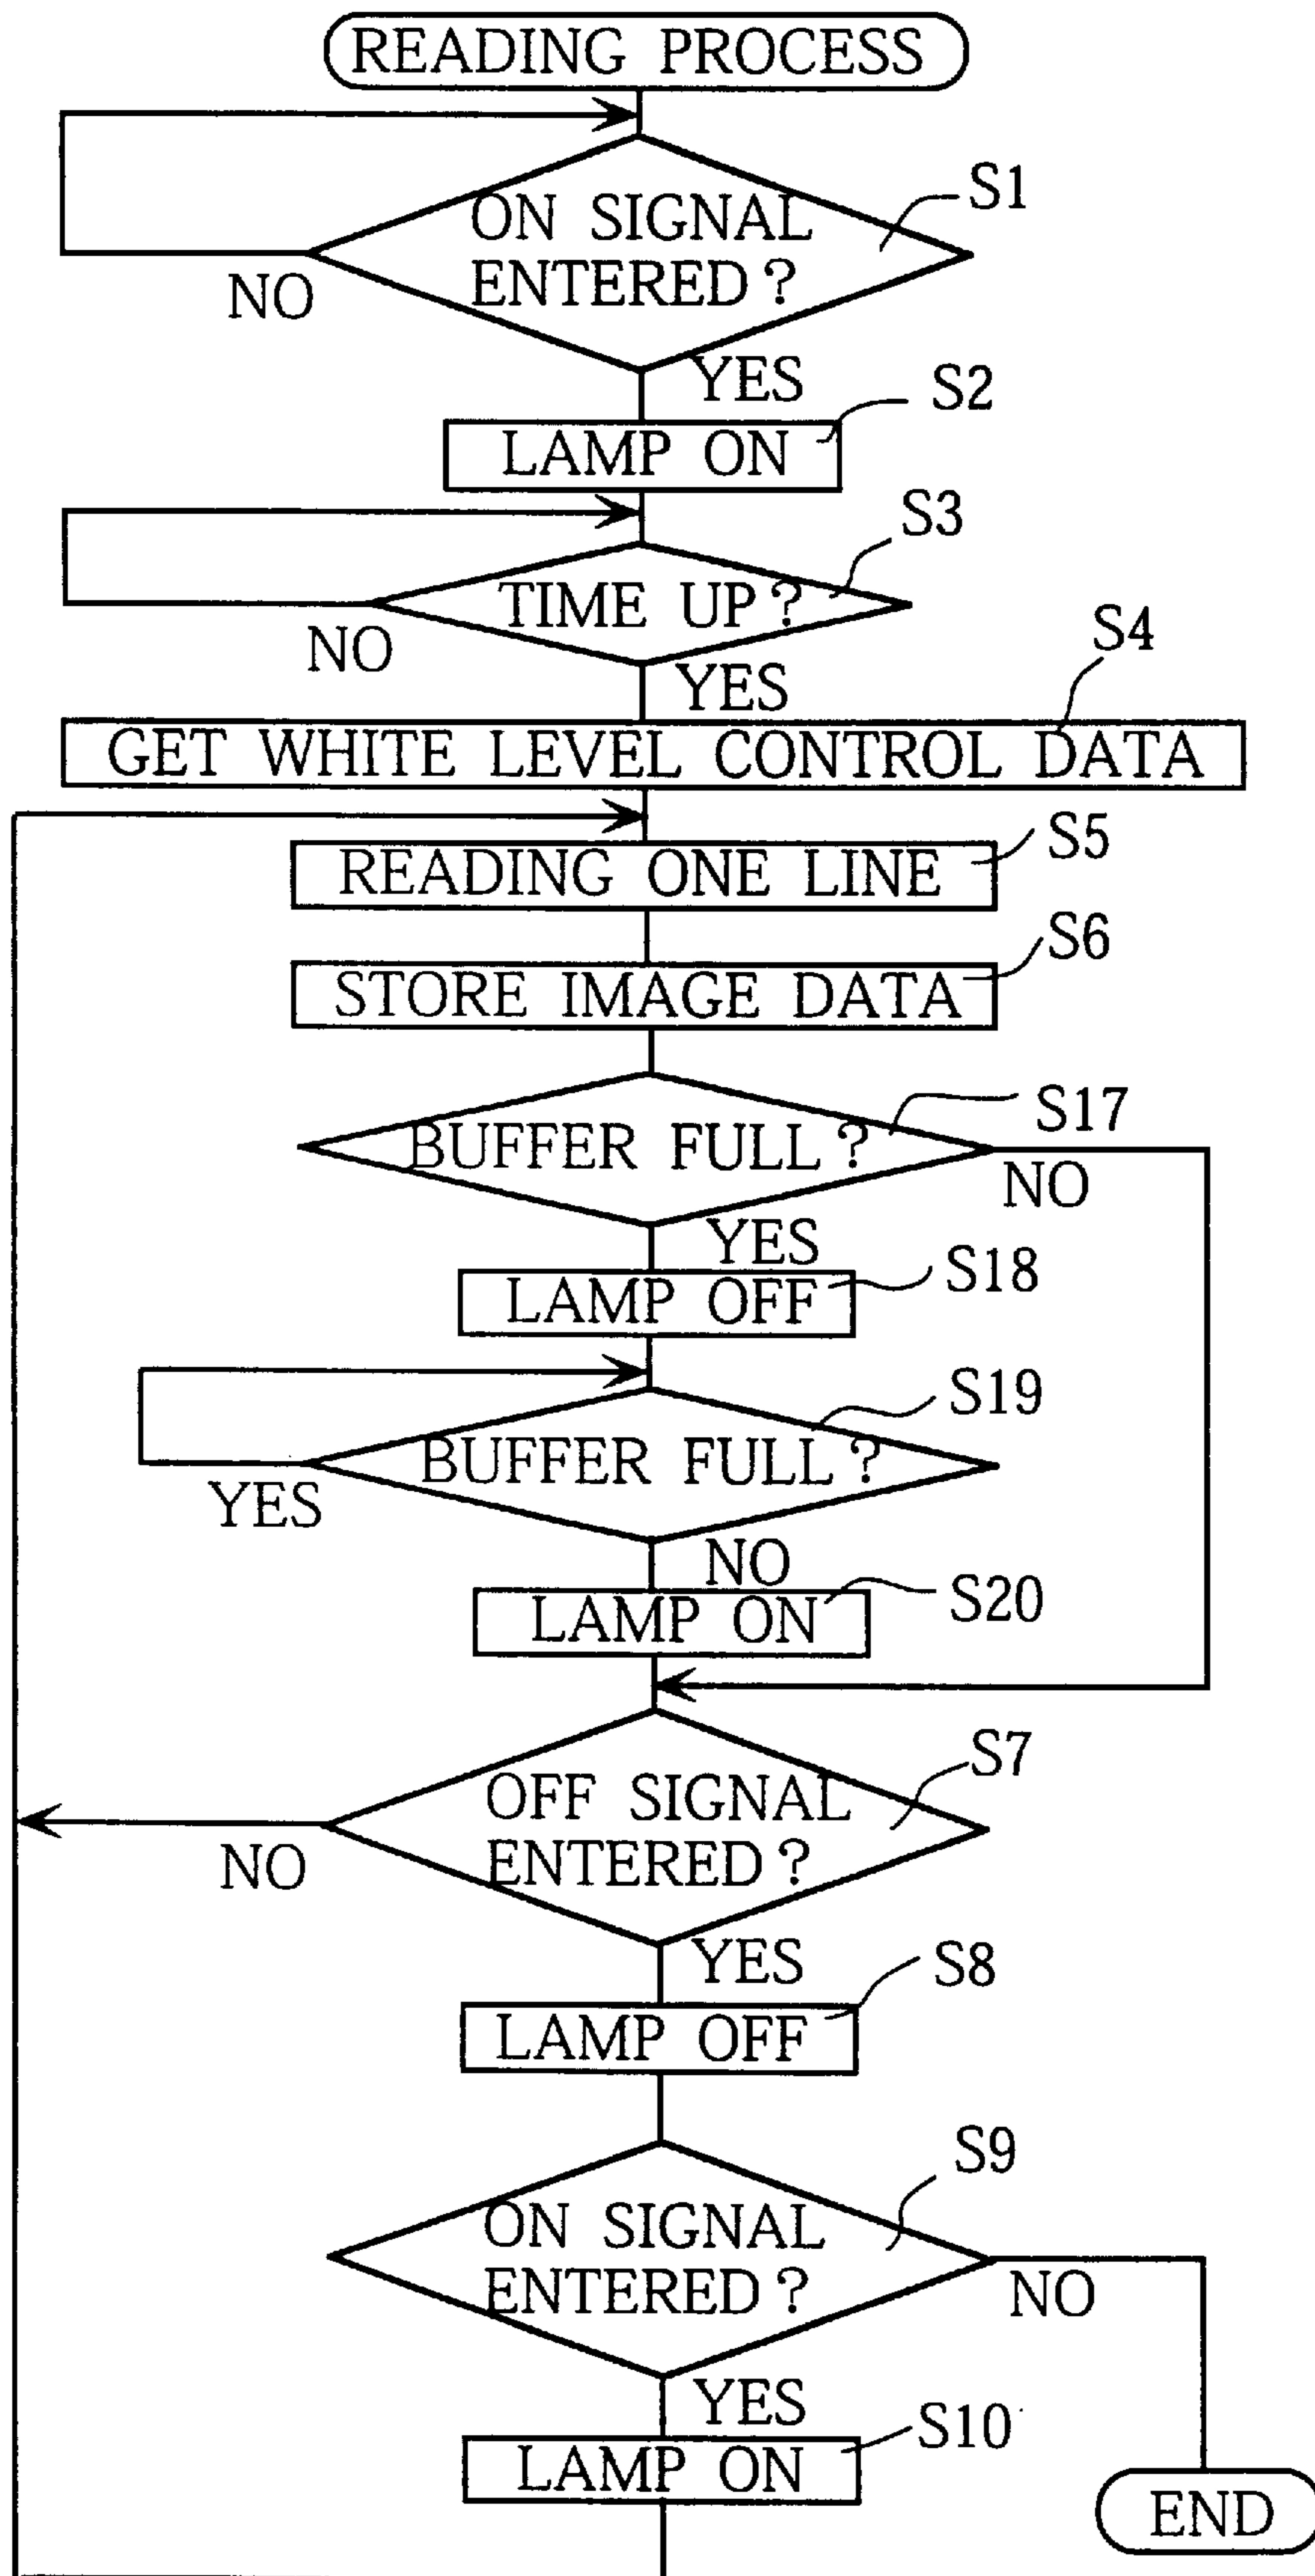 READING PROCESS
S1
ON SIGNAL
ENTERED?
NO
YES
S2
LAMP ON
S3
TIME UP?
NO
YES
S4
GET WHITE LEVEL CONTROL DATA
S5
READING ONE LINE
S6
STORE IMAGE DATA
S17
BUFFER FULL?
NO
YES
S18
LAMP OFF
S19
BUFFER FULL?
YES
NO
S20
LAMP ON
S7
OFF SIGNAL
ENTERED?
NO
YES
S8
LAMP OFF
S9
ON SIGNAL
ENTERED?
NO
YES
S10
LAMP ON
END